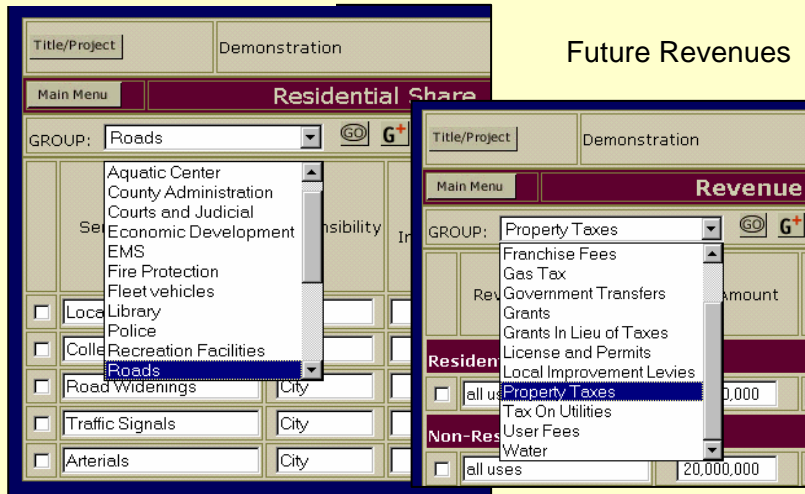 Future Revenues
Title/Project Demonstration
Main Menu Residential Share
GROUP: Roads GO G+
Aquatic Center
County Administration
Courts and Judicial
Economic Development
EMS
Fire Protection
Fleet vehicles
Library
Police
Recreation Facilities
Roads
Road Widenings City
Traffic Signals City
Arterials City
Title/Project Demonstration
Main Menu Revenue
GROUP: Property Taxes GO G+
Franchise Fees
Gas Tax
Government Transfers
Grants
Grants In Lieu of Taxes
License and Permits
Local Improvement Levies
Property Taxes
Tax On Utilities
User Fees
Water
all uses 20,000,000